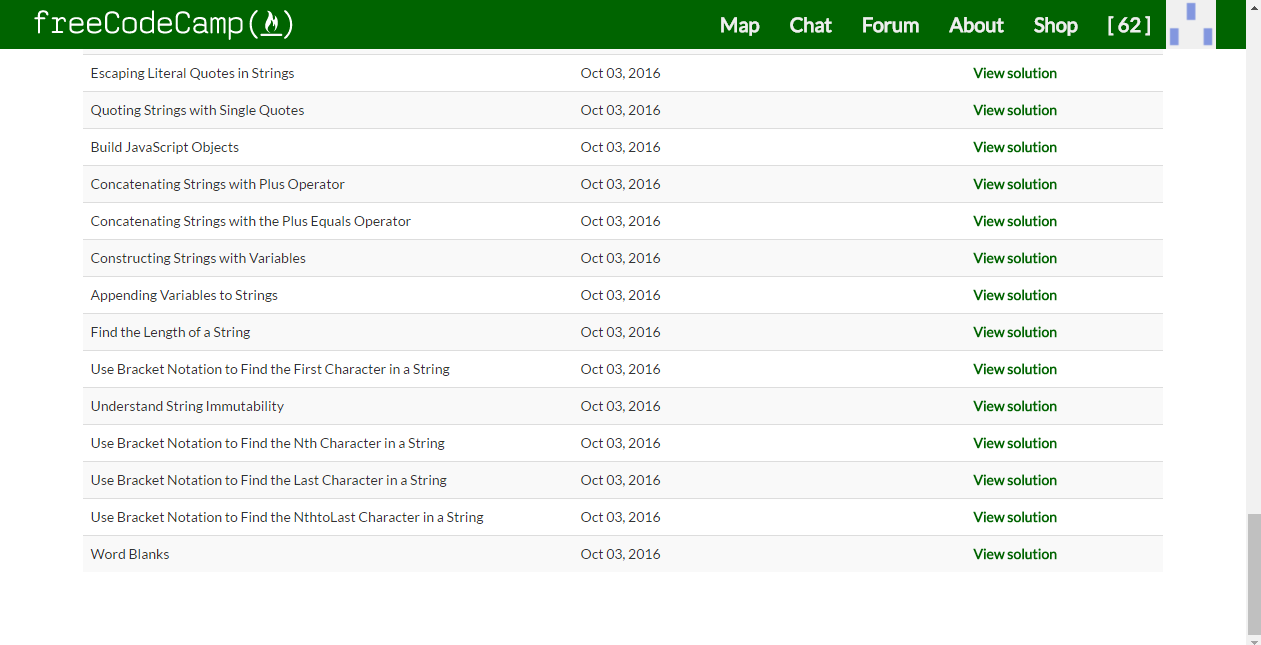 freeCodeCamp Map Chat Forum About Shop [ 62 ]
Escaping Literal Quotes in Strings Oct 03, 2016 View solution
Quoting Strings with Single Quotes Oct 03, 2016 View solution
Build JavaScript Objects Oct 03, 2016 View solution
Concatenating Strings with Plus Operator Oct 03, 2016 View solution
Concatenating Strings with the Plus Equals Operator Oct 03, 2016 View solution
Constructing Strings with Variables Oct 03, 2016 View solution
Appending Variables to Strings Oct 03, 2016 View solution
Find the Length of a String Oct 03, 2016 View solution
Use Bracket Notation to Find the First Character in a String Oct 03, 2016 View solution
Understand String Immutability Oct 03, 2016 View solution
Use Bracket Notation to Find the Nth Character in a String Oct 03, 2016 View solution
Use Bracket Notation to Find the Last Character in a String Oct 03, 2016 View solution
Use Bracket Notation to Find the NthtoLast Character in a String Oct 03, 2016 View solution
Word Blanks Oct 03, 2016 View solution